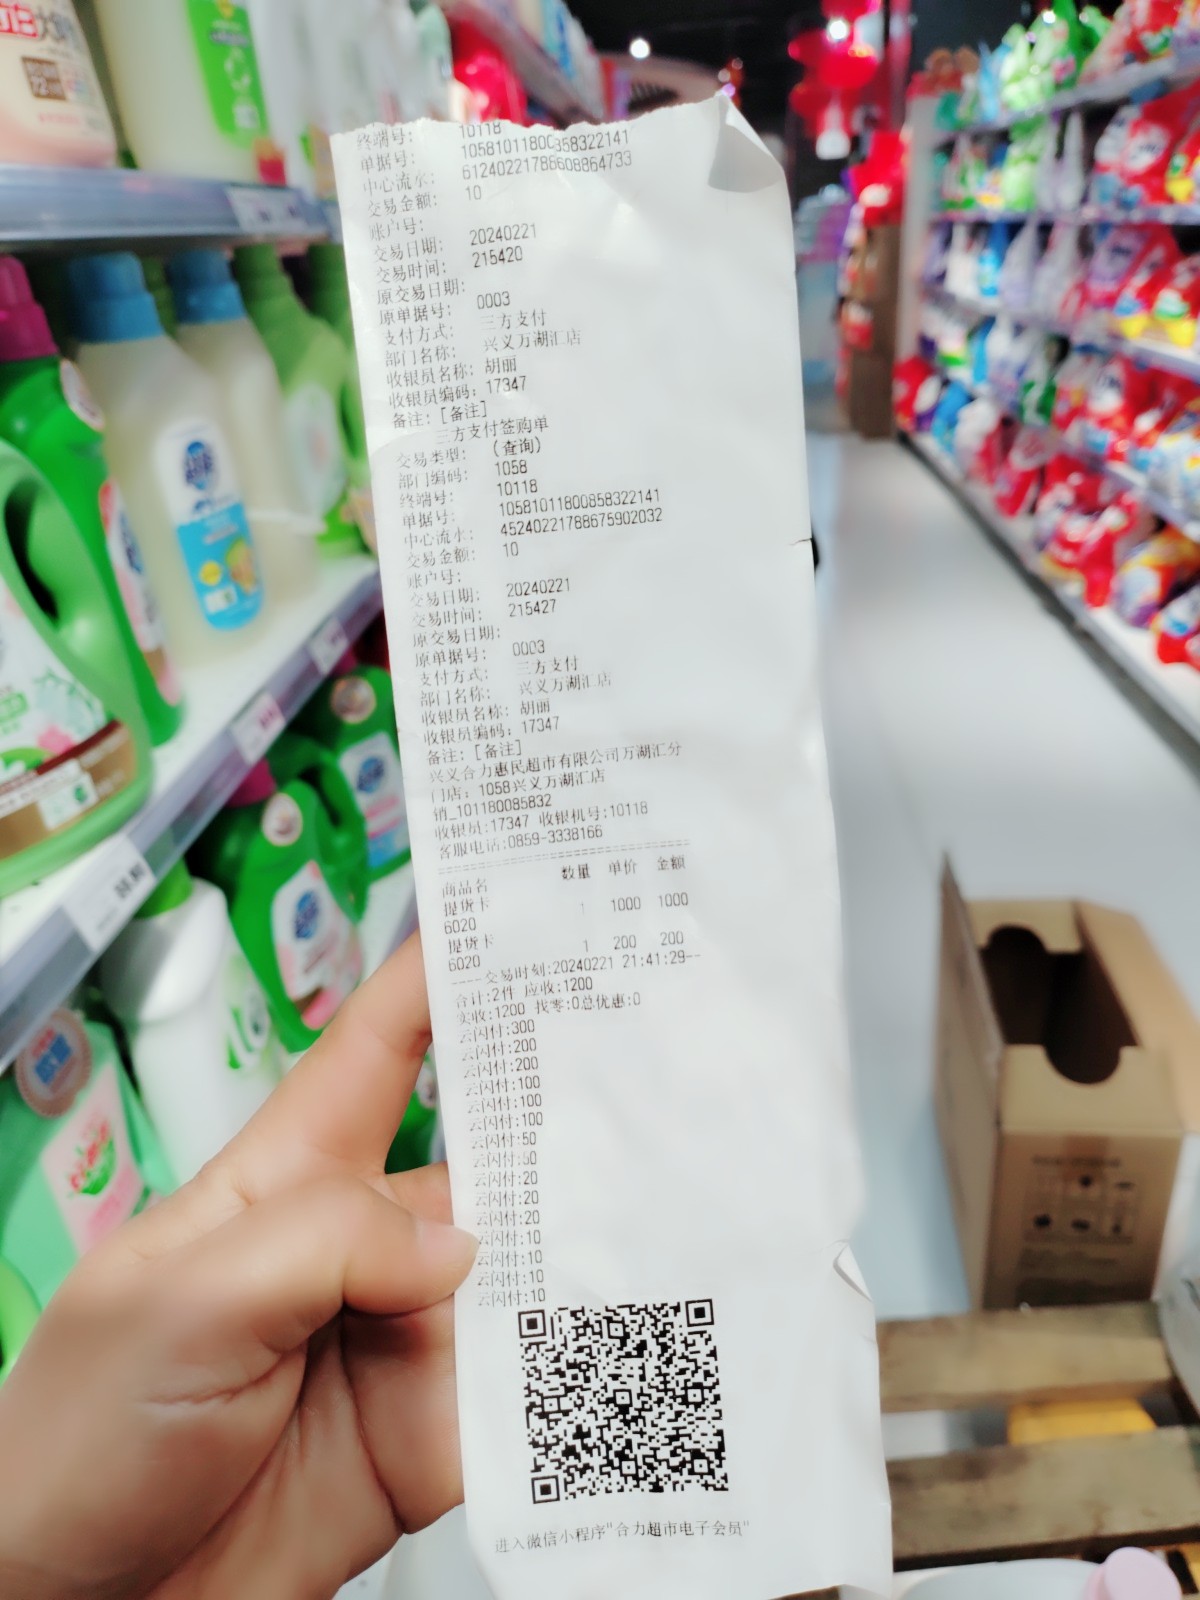 终端号: 10118
单据号: 10581011800858322141
中心流水: 61240221788608864733
交易金额: 10
账户号:
交易日期: 20240221
交易时间: 215420
原交易日期:
原单据号: 0003
支付方式: 三方支付
部门名称: 兴义万湖汇店
收银员名称: 胡丽
收银员编码: 17347
备注: [备注]
三方支付签购单
交易类型: (查询)
部门编码: 1058
终端号: 10118
单据号: 10581011800858322141
中心流水: 45240221788675902032
交易金额: 10
账户号:
交易日期: 20240221
交易时间: 215427
原交易日期:
原单据号: 0003
支付方式: 三方支付
部门名称: 兴义万湖汇店
收银员名称: 胡丽
收银员编码: 17347
备注: [备注]
兴义合力惠民超市有限公司万湖汇分
门店: 1058兴义万湖汇店
销_101180085832
收银员:17347 收银机号:10118
客服电话:0859-3338166
商品名 数量 单价 金额
提货卡
6020 1 1000 1000
提货卡
6020 1 200 200
----交易时刻:20240221 21:41:29--
合计:2件 应收:1200
实收:1200 找零:0总优惠:0
云闪付:300
云闪付:200
云闪付:200
云闪付:100
云闪付:100
云闪付:100
云闪付:50
云闪付:50
云闪付:20
云闪付:20
云闪付:20
云闪付:10
云闪付:10
云闪付:10
云闪付:10
进入微信小程序"合力超市电子会员"